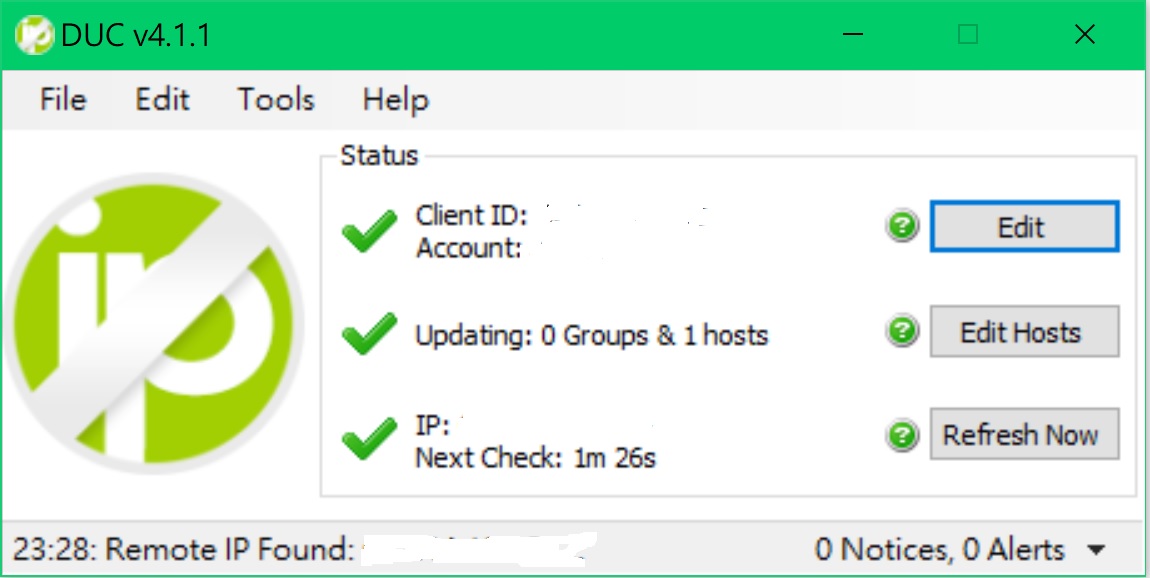 DUC v4.1.1
File Edit Tools Help
Status
Client ID:
Account:
Edit
Updating: 0 Groups & 1 hosts
Edit Hosts
IP:
Next Check: 1m 26s
Refresh Now
ip
23:28: Remote IP Found:
0 Notices, 0 Alerts